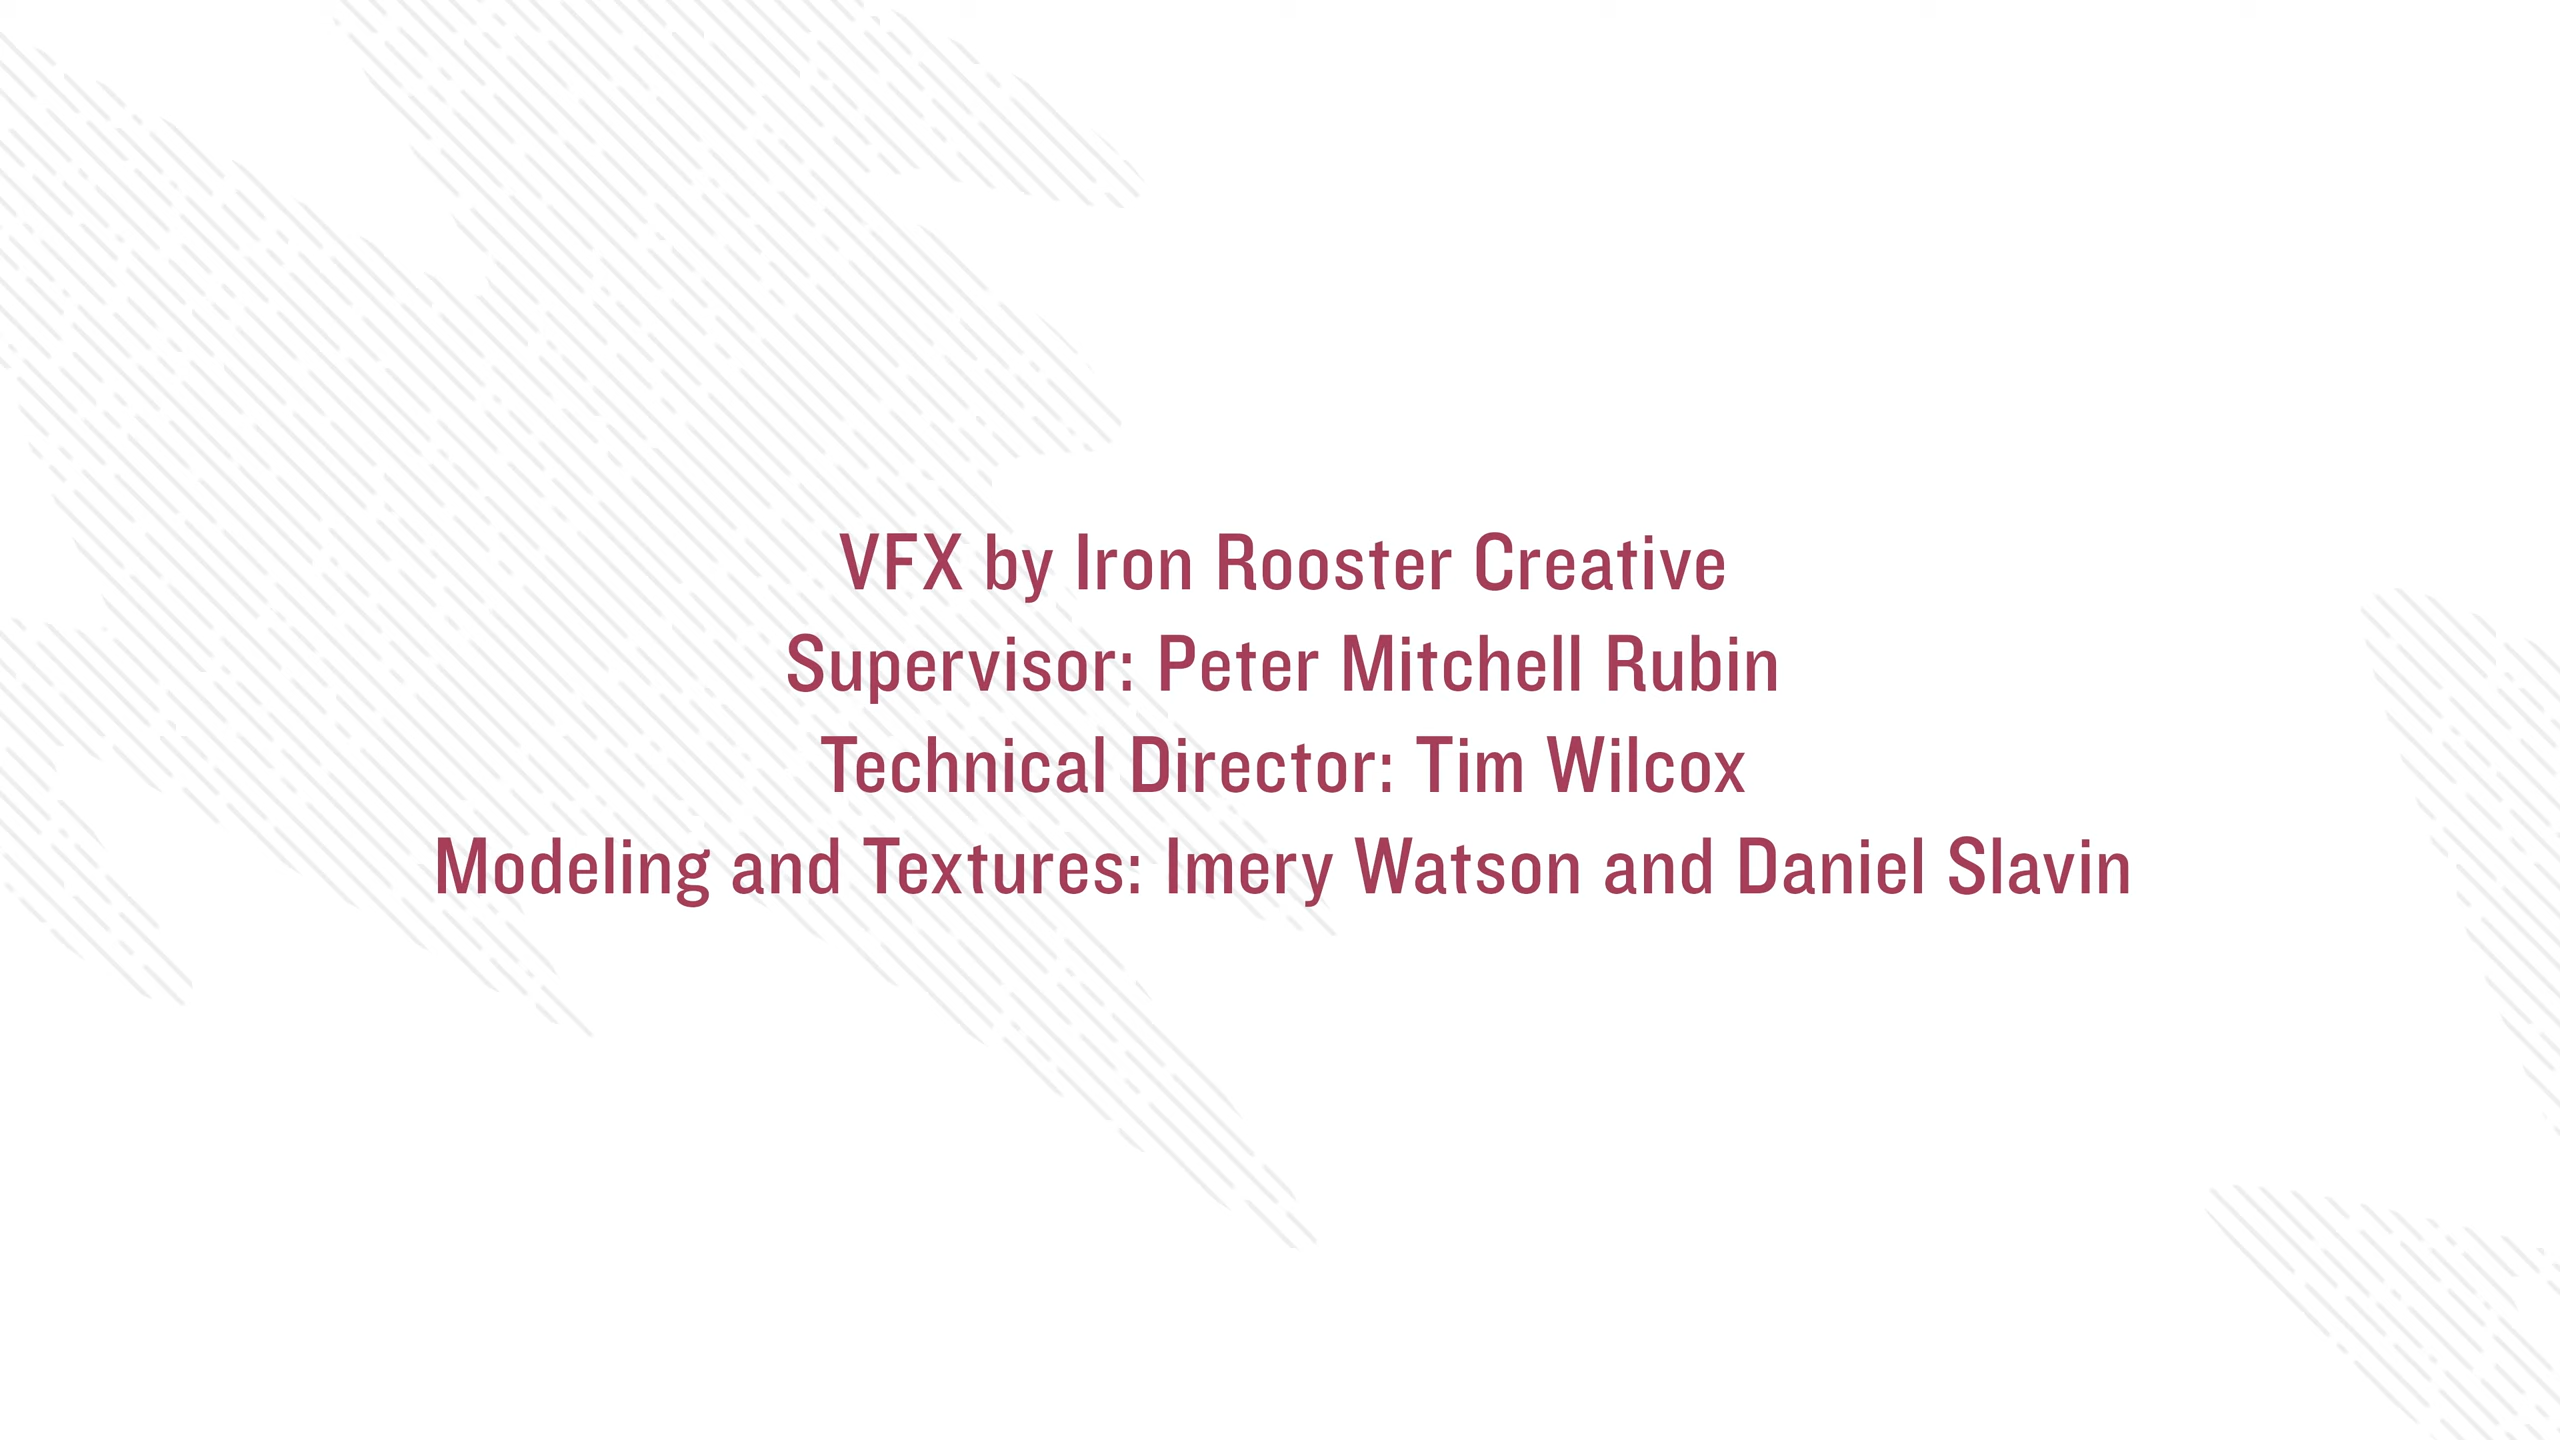 VFX by Iron Rooster Creative
Supervisor: Peter Mitchell Rubin
Technical Director: Tim Wilcox
Modeling and Textures: Imery Watson and Daniel Slavin